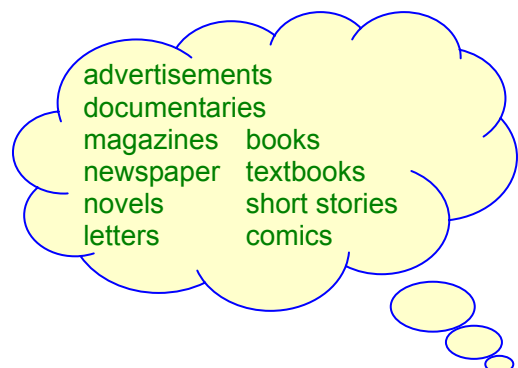 advertisements
documentaries
magazines books
newspaper textbooks
novels short stories
letters comics